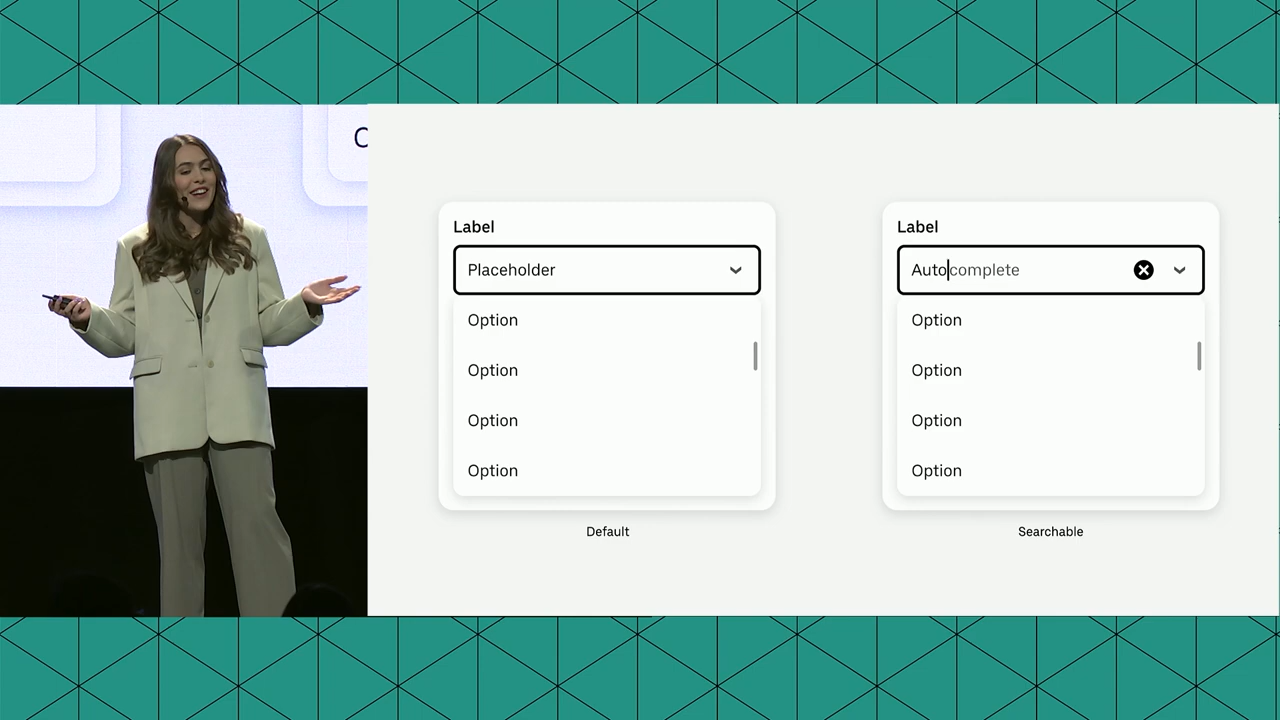 Label
Placeholder
Option
Option
Option
Option
Default
Label
Autocomplete
Option
Option
Option
Option
Searchable